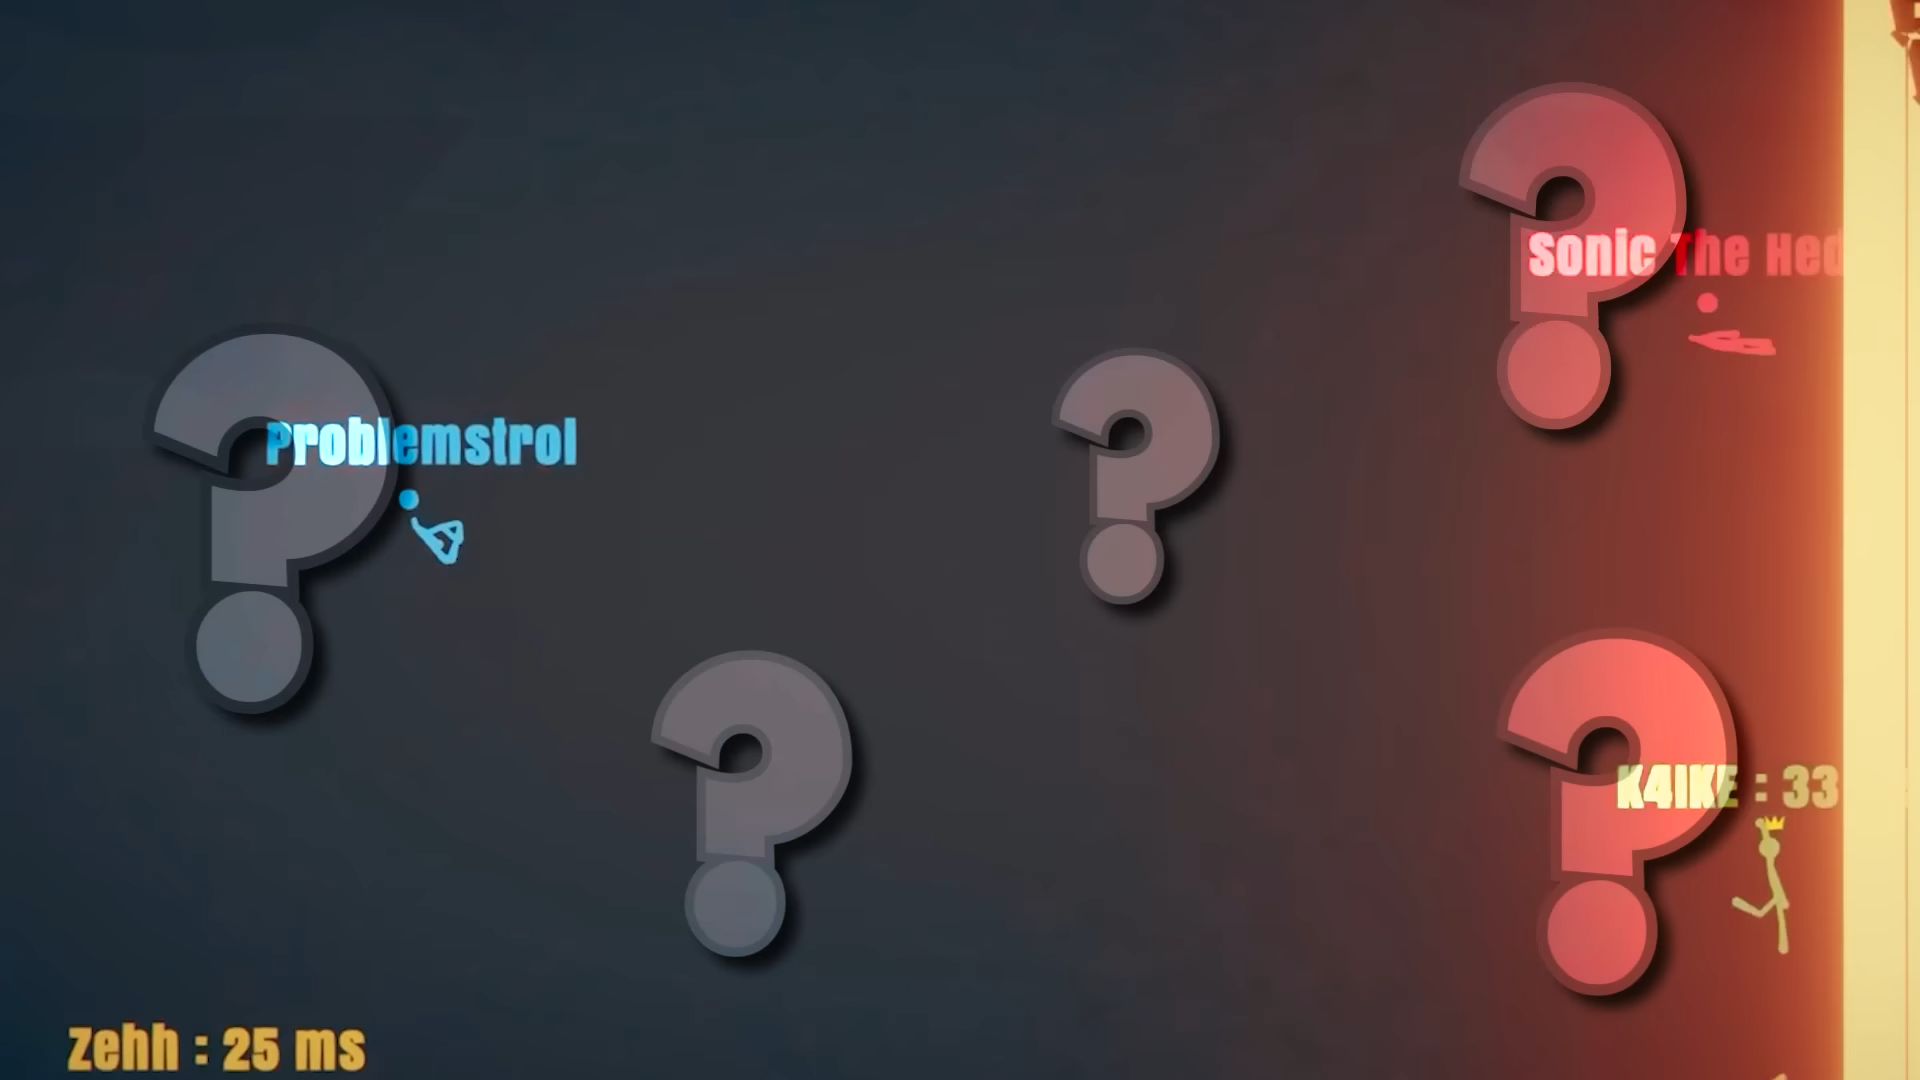 Sonic The Hed
Problemstrol
K4IKE : 33
Zehh : 25 ms